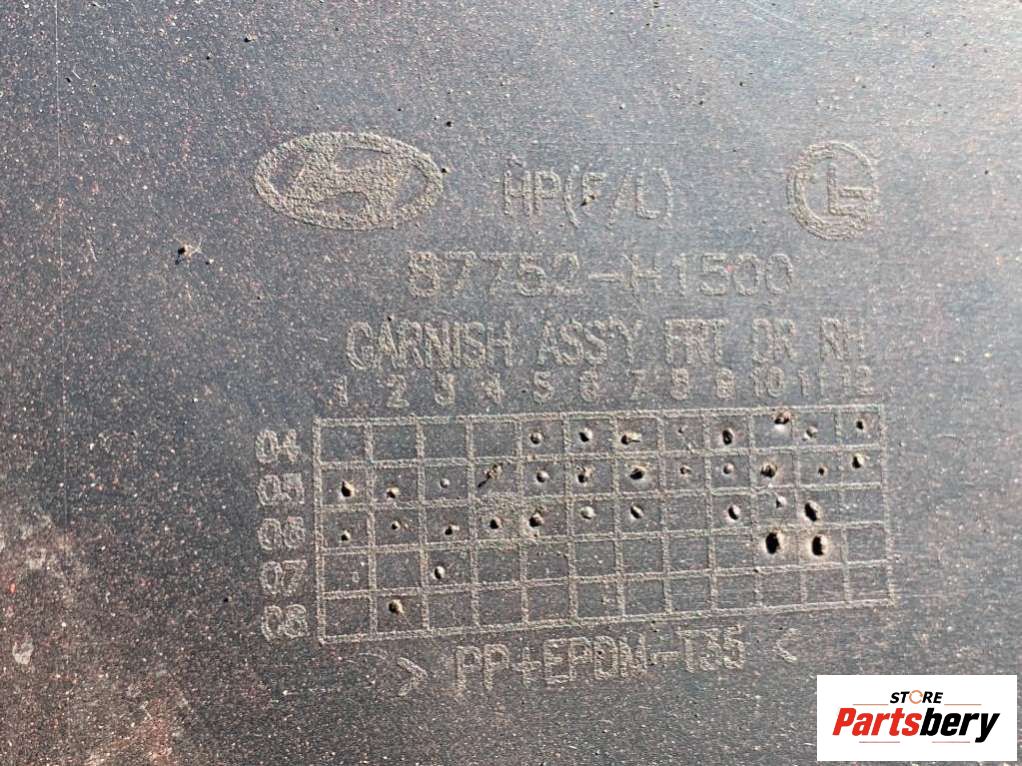 HP(F/L) L
87752-H1500
GARNISH ASS'Y FRT DR RH
1 2 3 4 5 6 7 8 9 10 11 12
04
05
06
07
08
> PP+EPDM-T35 <
STORE
Partsbery